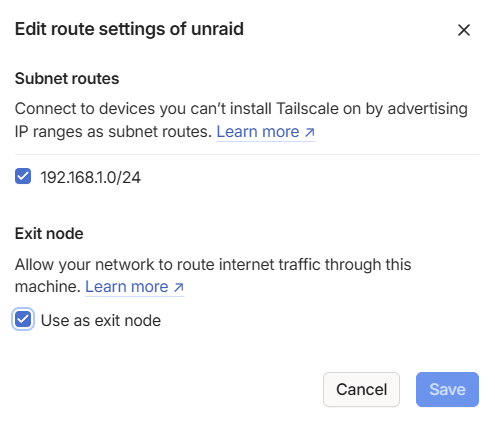 Edit route settings of unraid
Subnet routes
Connect to devices you can’t install Tailscale on by advertising
IP ranges as subnet routes. Learn more ↗
192.168.1.0/24
Exit node
Allow your network to route internet traffic through this
machine. Learn more ↗
Use as exit node
Cancel
Save